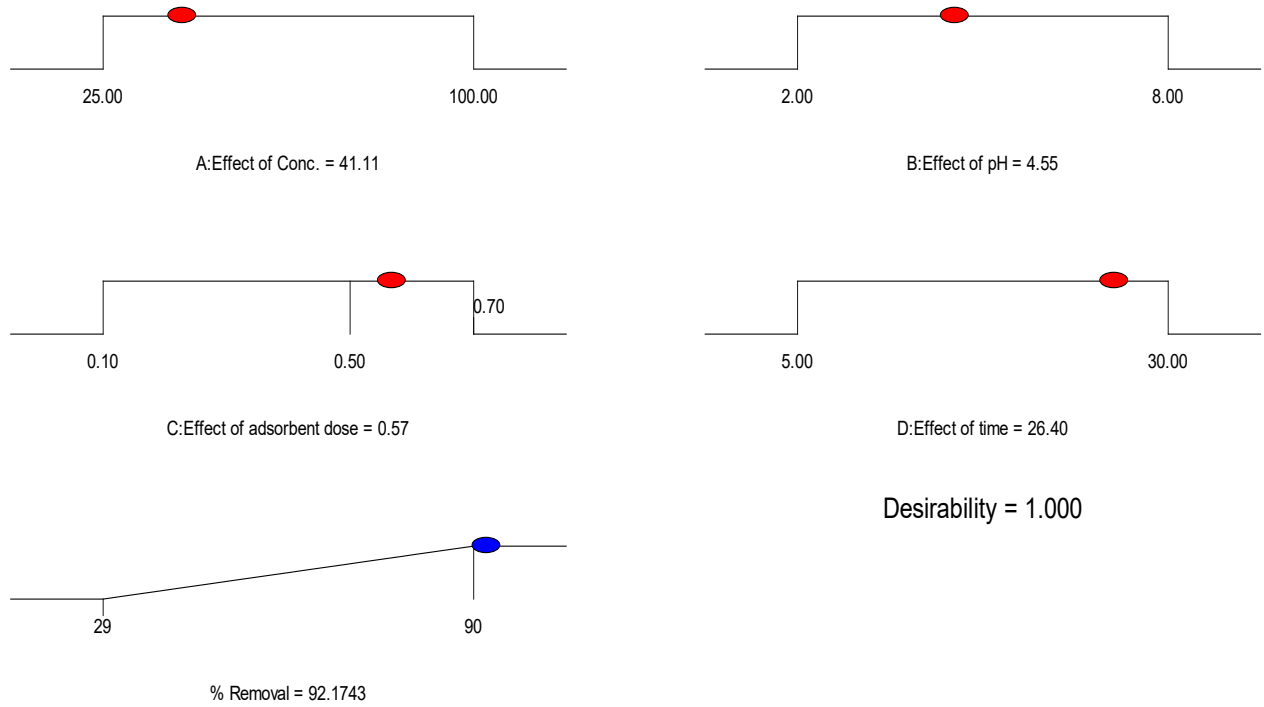 25.00 100.00
A:Effect of Conc. = 41.11
2.00 8.00
B:Effect of pH = 4.55
0.70
0.10 0.50
C:Effect of adsorbent dose = 0.57
5.00 30.00
D:Effect of time = 26.40
29 90
% Removal = 92.1743
Desirability = 1.000